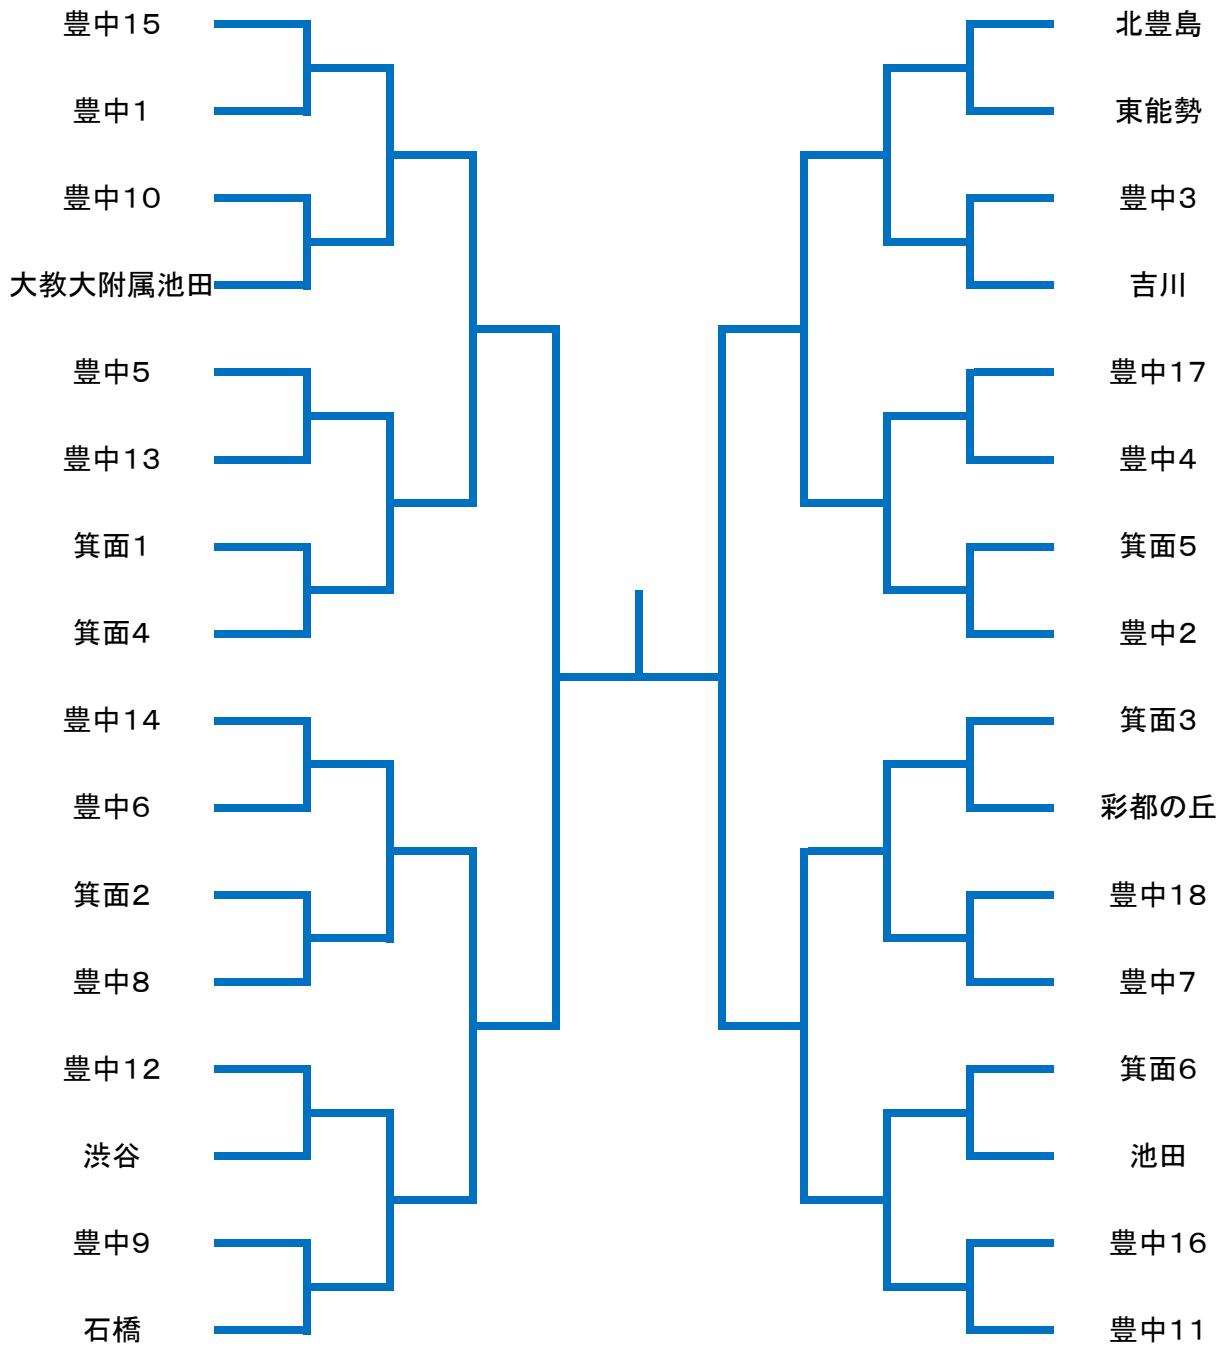 豊中15
豊中1
豊中10
大教大附属池田
豊中5
豊中13
箕面1
箕面4
豊中14
豊中6
箕面2
豊中8
豊中12
渋谷
豊中9
石橋
北豊島
東能勢
豊中3
吉川
豊中17
豊中4
箕面5
豊中2
箕面3
彩都の丘
豊中18
豊中7
箕面6
池田
豊中16
豊中11